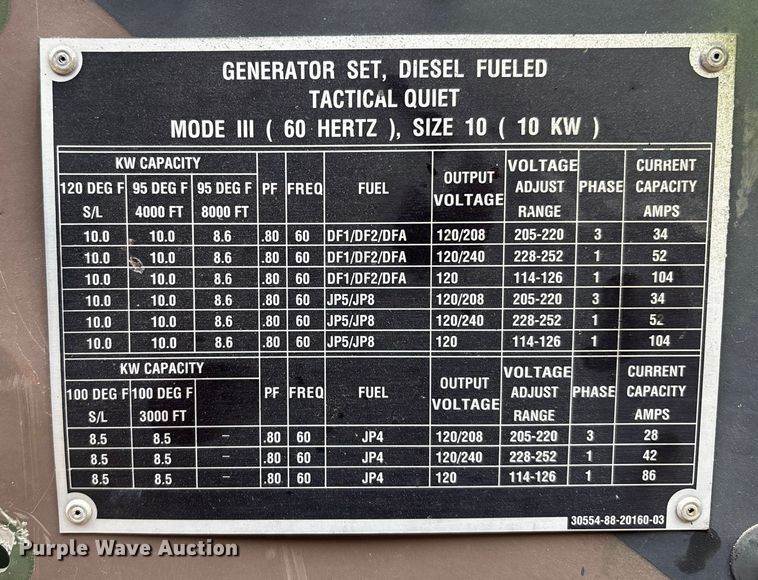 GENERATOR SET, DIESEL FUELED
TACTICAL QUIET
MODE III ( 60 HERTZ ), SIZE 10 ( 10 KW )
KW CAPACITY PF FREQ FUEL OUTPUT VOLTAGE VOLTAGE ADJUST RANGE PHASE CURRENT CAPACITY AMPS
120 DEG F S/L 95 DEG F 4000 FT 95 DEG F 8000 FT
10.0 10.0 8.6 .80 60 DF1/DF2/DFA 120/208 205-220 3 34
10.0 10.0 8.6 .80 60 DF1/DF2/DFA 120/240 228-252 1 52
10.0 10.0 8.6 .80 60 DF1/DF2/DFA 120 114-126 1 104
10.0 10.0 8.6 .80 60 JP5/JP8 120/208 205-220 3 34
10.0 10.0 8.6 .80 60 JP5/JP8 120/240 228-252 1 52
10.0 10.0 8.6 .80 60 JP5/JP8 120 114-126 1 104
KW CAPACITY PF FREQ FUEL OUTPUT VOLTAGE VOLTAGE ADJUST RANGE PHASE CURRENT CAPACITY AMPS
100 DEG F S/L 100 DEG F 3000 FT –
8.5 8.5 – .80 60 JP4 120/208 205-220 3 28
8.5 8.5 – .80 60 JP4 120/240 228-252 1 42
8.5 8.5 – .80 60 JP4 120 114-126 1 86
30554-88-20160-03
Purple Wave Auction